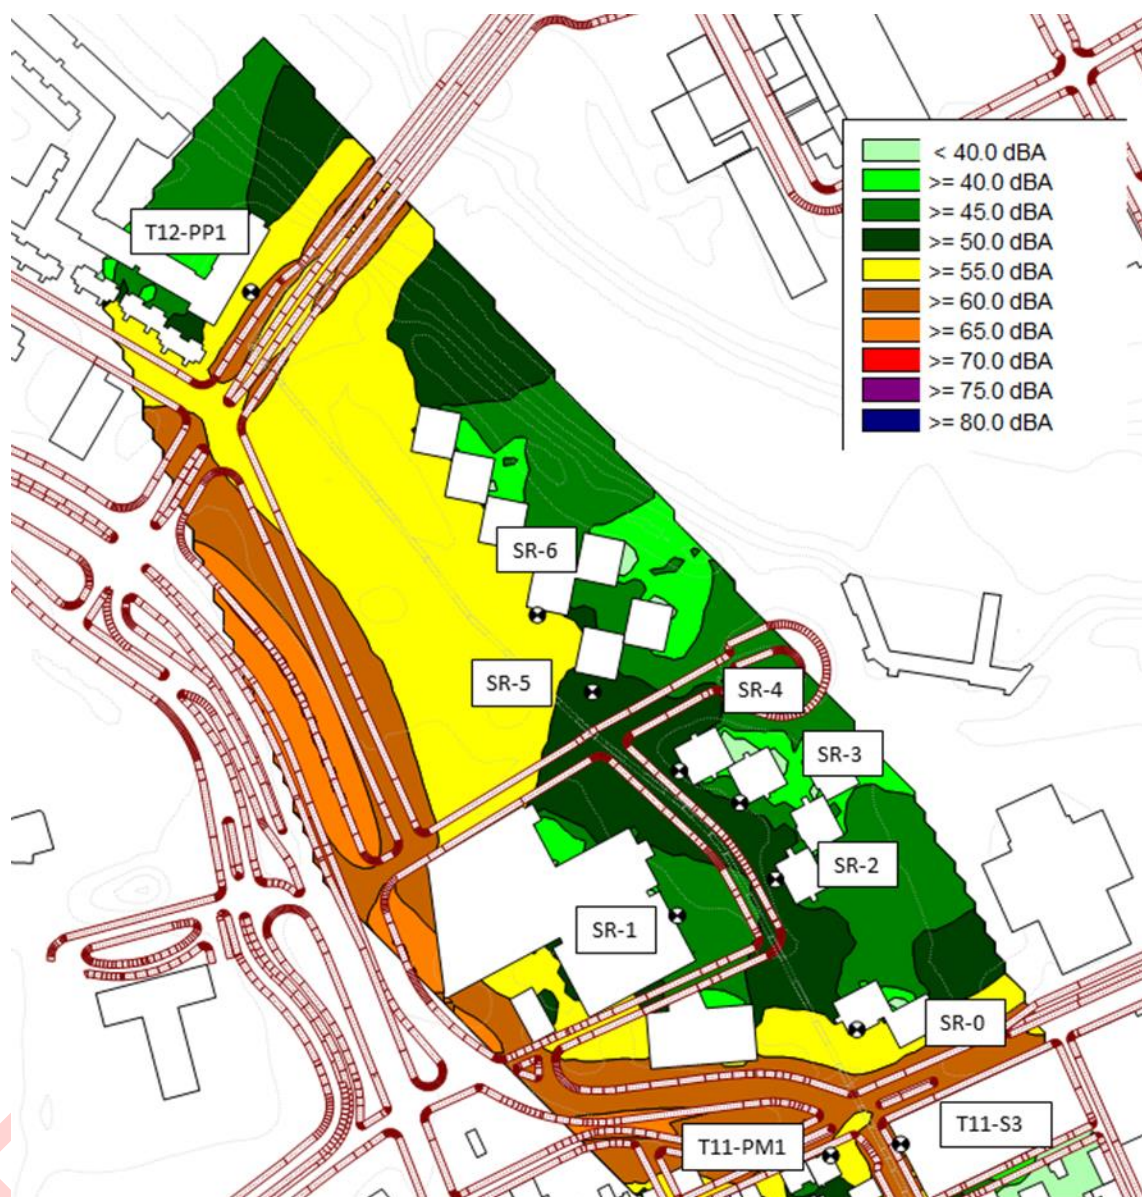 < 40.0 dBA
>= 40.0 dBA
>= 45.0 dBA
>= 50.0 dBA
>= 55.0 dBA
>= 60.0 dBA
>= 65.0 dBA
>= 70.0 dBA
>= 75.0 dBA
>= 80.0 dBA
T12-PP1
SR-6
SR-5
SR-4
SR-3
SR-2
SR-1
SR-0
T11-S3
T11-PM1